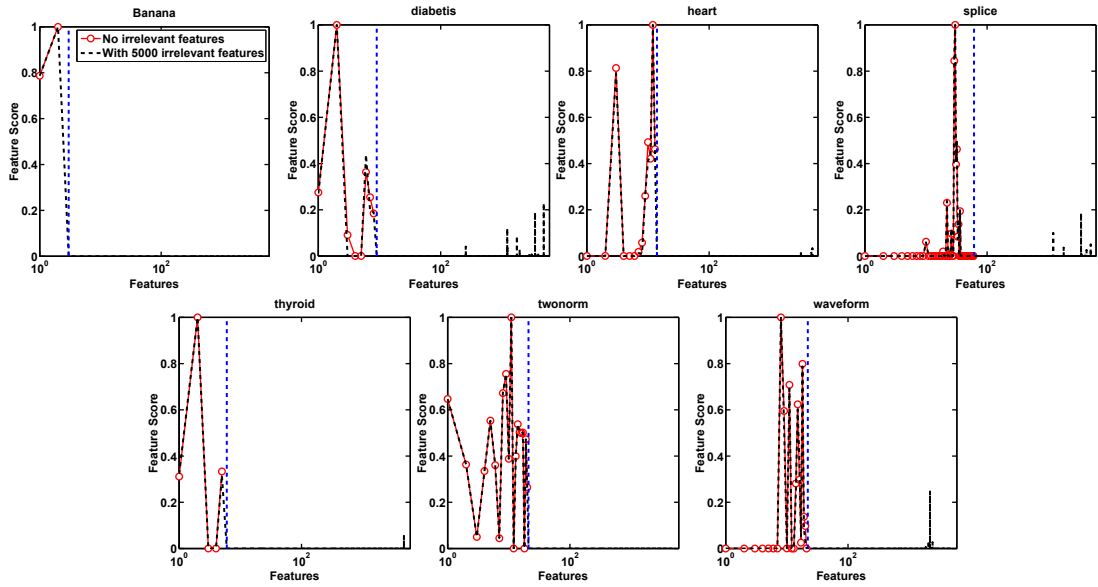 Banana
1
0.8
0.6
0.4
0.2
0
Feature Score
10^0
10^2
Features
No irrelevant features
With 5000 irrelevant features
diabetis
1
0.8
0.6
0.4
0.2
0
Feature Score
10^0
10^2
Features
heart
1
0.8
0.6
0.4
0.2
0
Feature Score
10^0
10^2
Features
splice
1
0.8
0.6
0.4
0.2
0
Feature Score
10^0
10^2
Features
thyroid
1
0.8
0.6
0.4
0.2
0
Feature Score
10^0
10^2
Features
twonorm
1
0.8
0.6
0.4
0.2
0
Feature Score
10^0
10^2
Features
waveform
1
0.8
0.6
0.4
0.2
0
Feature Score
10^0
10^2
Features